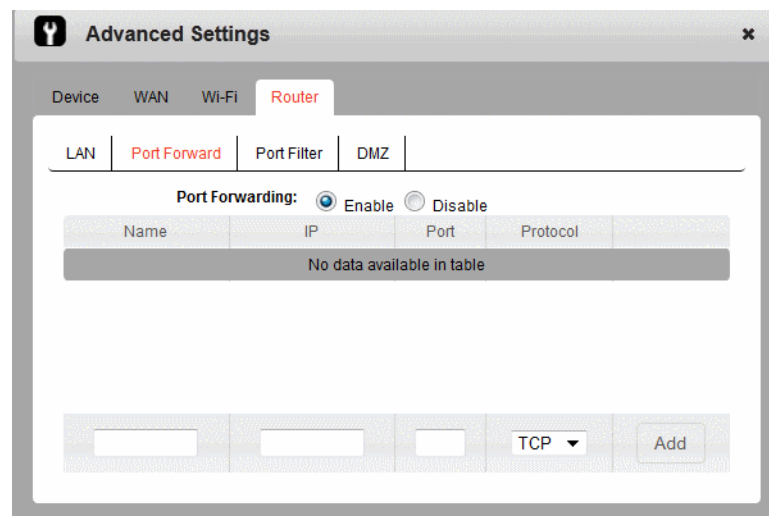 Advanced Settings
Device WAN Wi-Fi Router
LAN Port Forward Port Filter DMZ
Port Forwarding: Enable Disable
Name IP Port Protocol
No data available in table
TCP Add